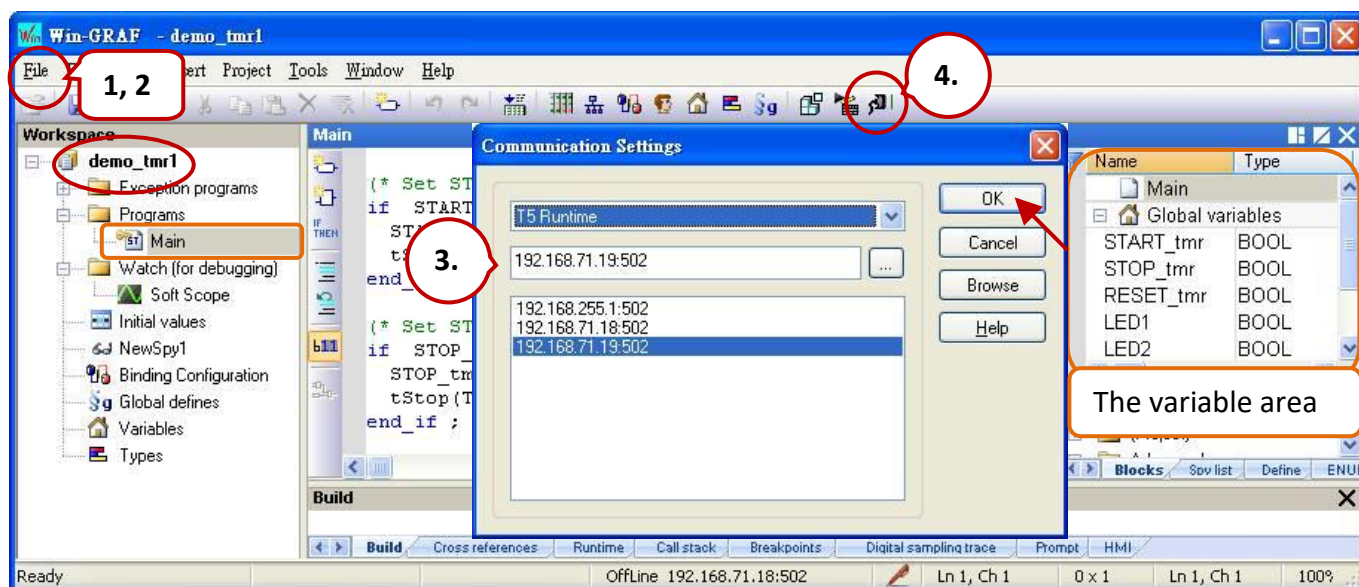 Win-GRAF - demo_tmr1
File ert Project Tools Window Help
1, 2
4.
Workspace
demo_tmr1
Exception programs
Programs
Main
Watch (for debugging)
Soft Scope
Initial values
NewSpy1
Binding Configuration
Global defines
Variables
Types
Main
IF
THEN
(* Set ST
if START
end_
(* Set ST
if STOP_
STOP_tm
tStop(T
end_if ;
3.
Communication Settings
T5 Runtime
192.168.71.19:502
...
192.168.255.1:502
192.168.71.18:502
192.168.71.19:502
OK
Cancel
Browse
Help
Name Type
Main
Global variables
START_tmr BOOL
STOP_tmr BOOL
RESET_tmr BOOL
LED1 BOOL
LED2 BOOL
The variable area
Blocks Spy list Define ENU
Build
Build Cross references Runtime Call stack Breakpoints Digital sampling trace Prompt HMI
Ready OffLine 192.168.71.18:502 Ln 1, Ch 1 0 x 1 Ln 1, Ch 1 100%